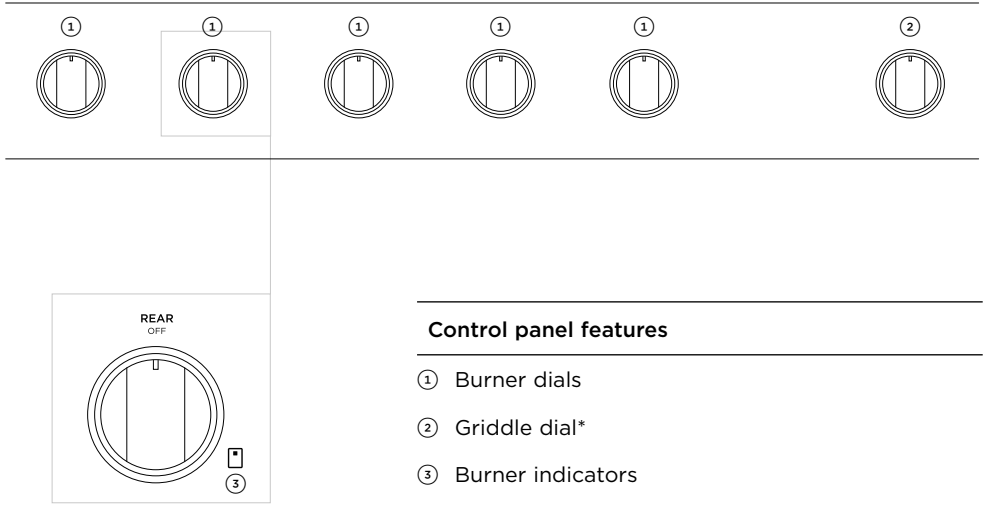 ① ① ① ① ① ②
REAR
OFF
③
Control panel features
① Burner dials
② Griddle dial*
③ Burner indicators